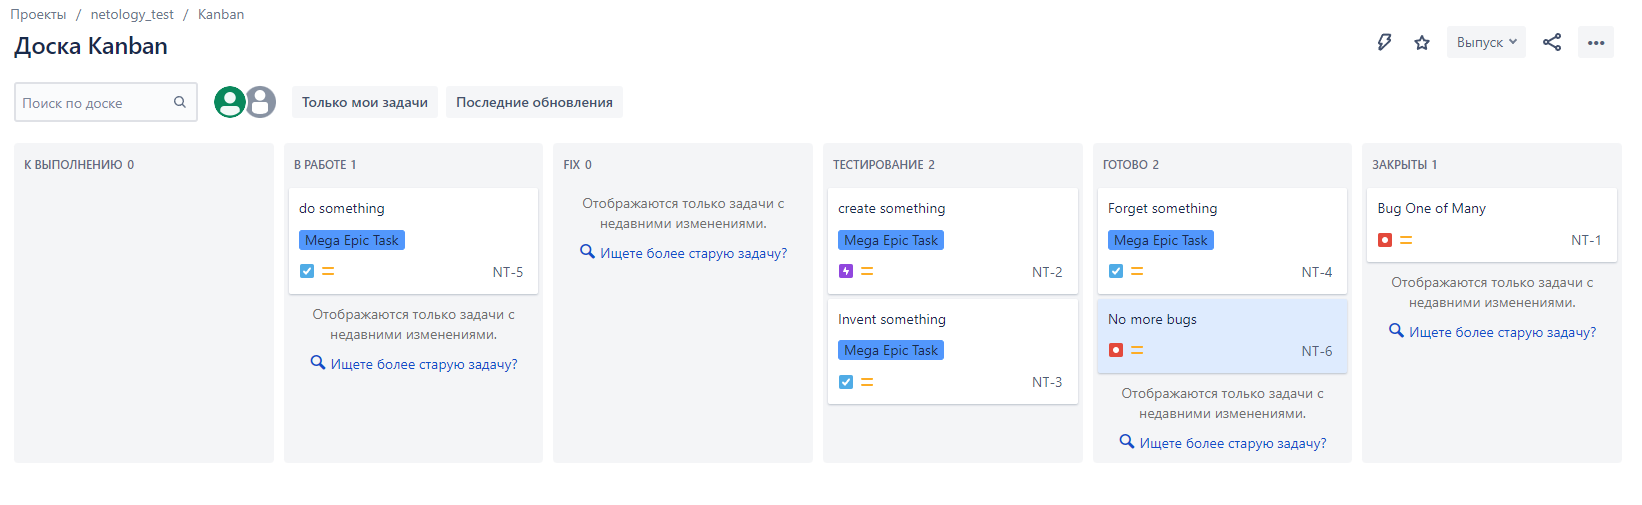 Проекты / netology_test / Kanban
Доска Kanban
Выпуск
Поиск по доске
Только мои задачи
Последние обновления
К ВЫПОЛНЕНИЮ 0
В РАБОТЕ 1
do something
Mega Epic Task
NT-5
Отображаются только задачи с
недавними изменениями.
Ищете более старую задачу?
FIX 0
Отображаются только задачи с
недавними изменениями.
Ищете более старую задачу?
ТЕСТИРОВАНИЕ 2
create something
Mega Epic Task
NT-2
Invent something
Mega Epic Task
NT-3
ГОТОВО 2
Forget something
Mega Epic Task
NT-4
No more bugs
NT-6
Отображаются только задачи с
недавними изменениями.
Ищете более старую задачу?
ЗАКРЫТЫ 1
Bug One of Many
NT-1
Отображаются только задачи с
недавними изменениями.
Ищете более старую задачу?